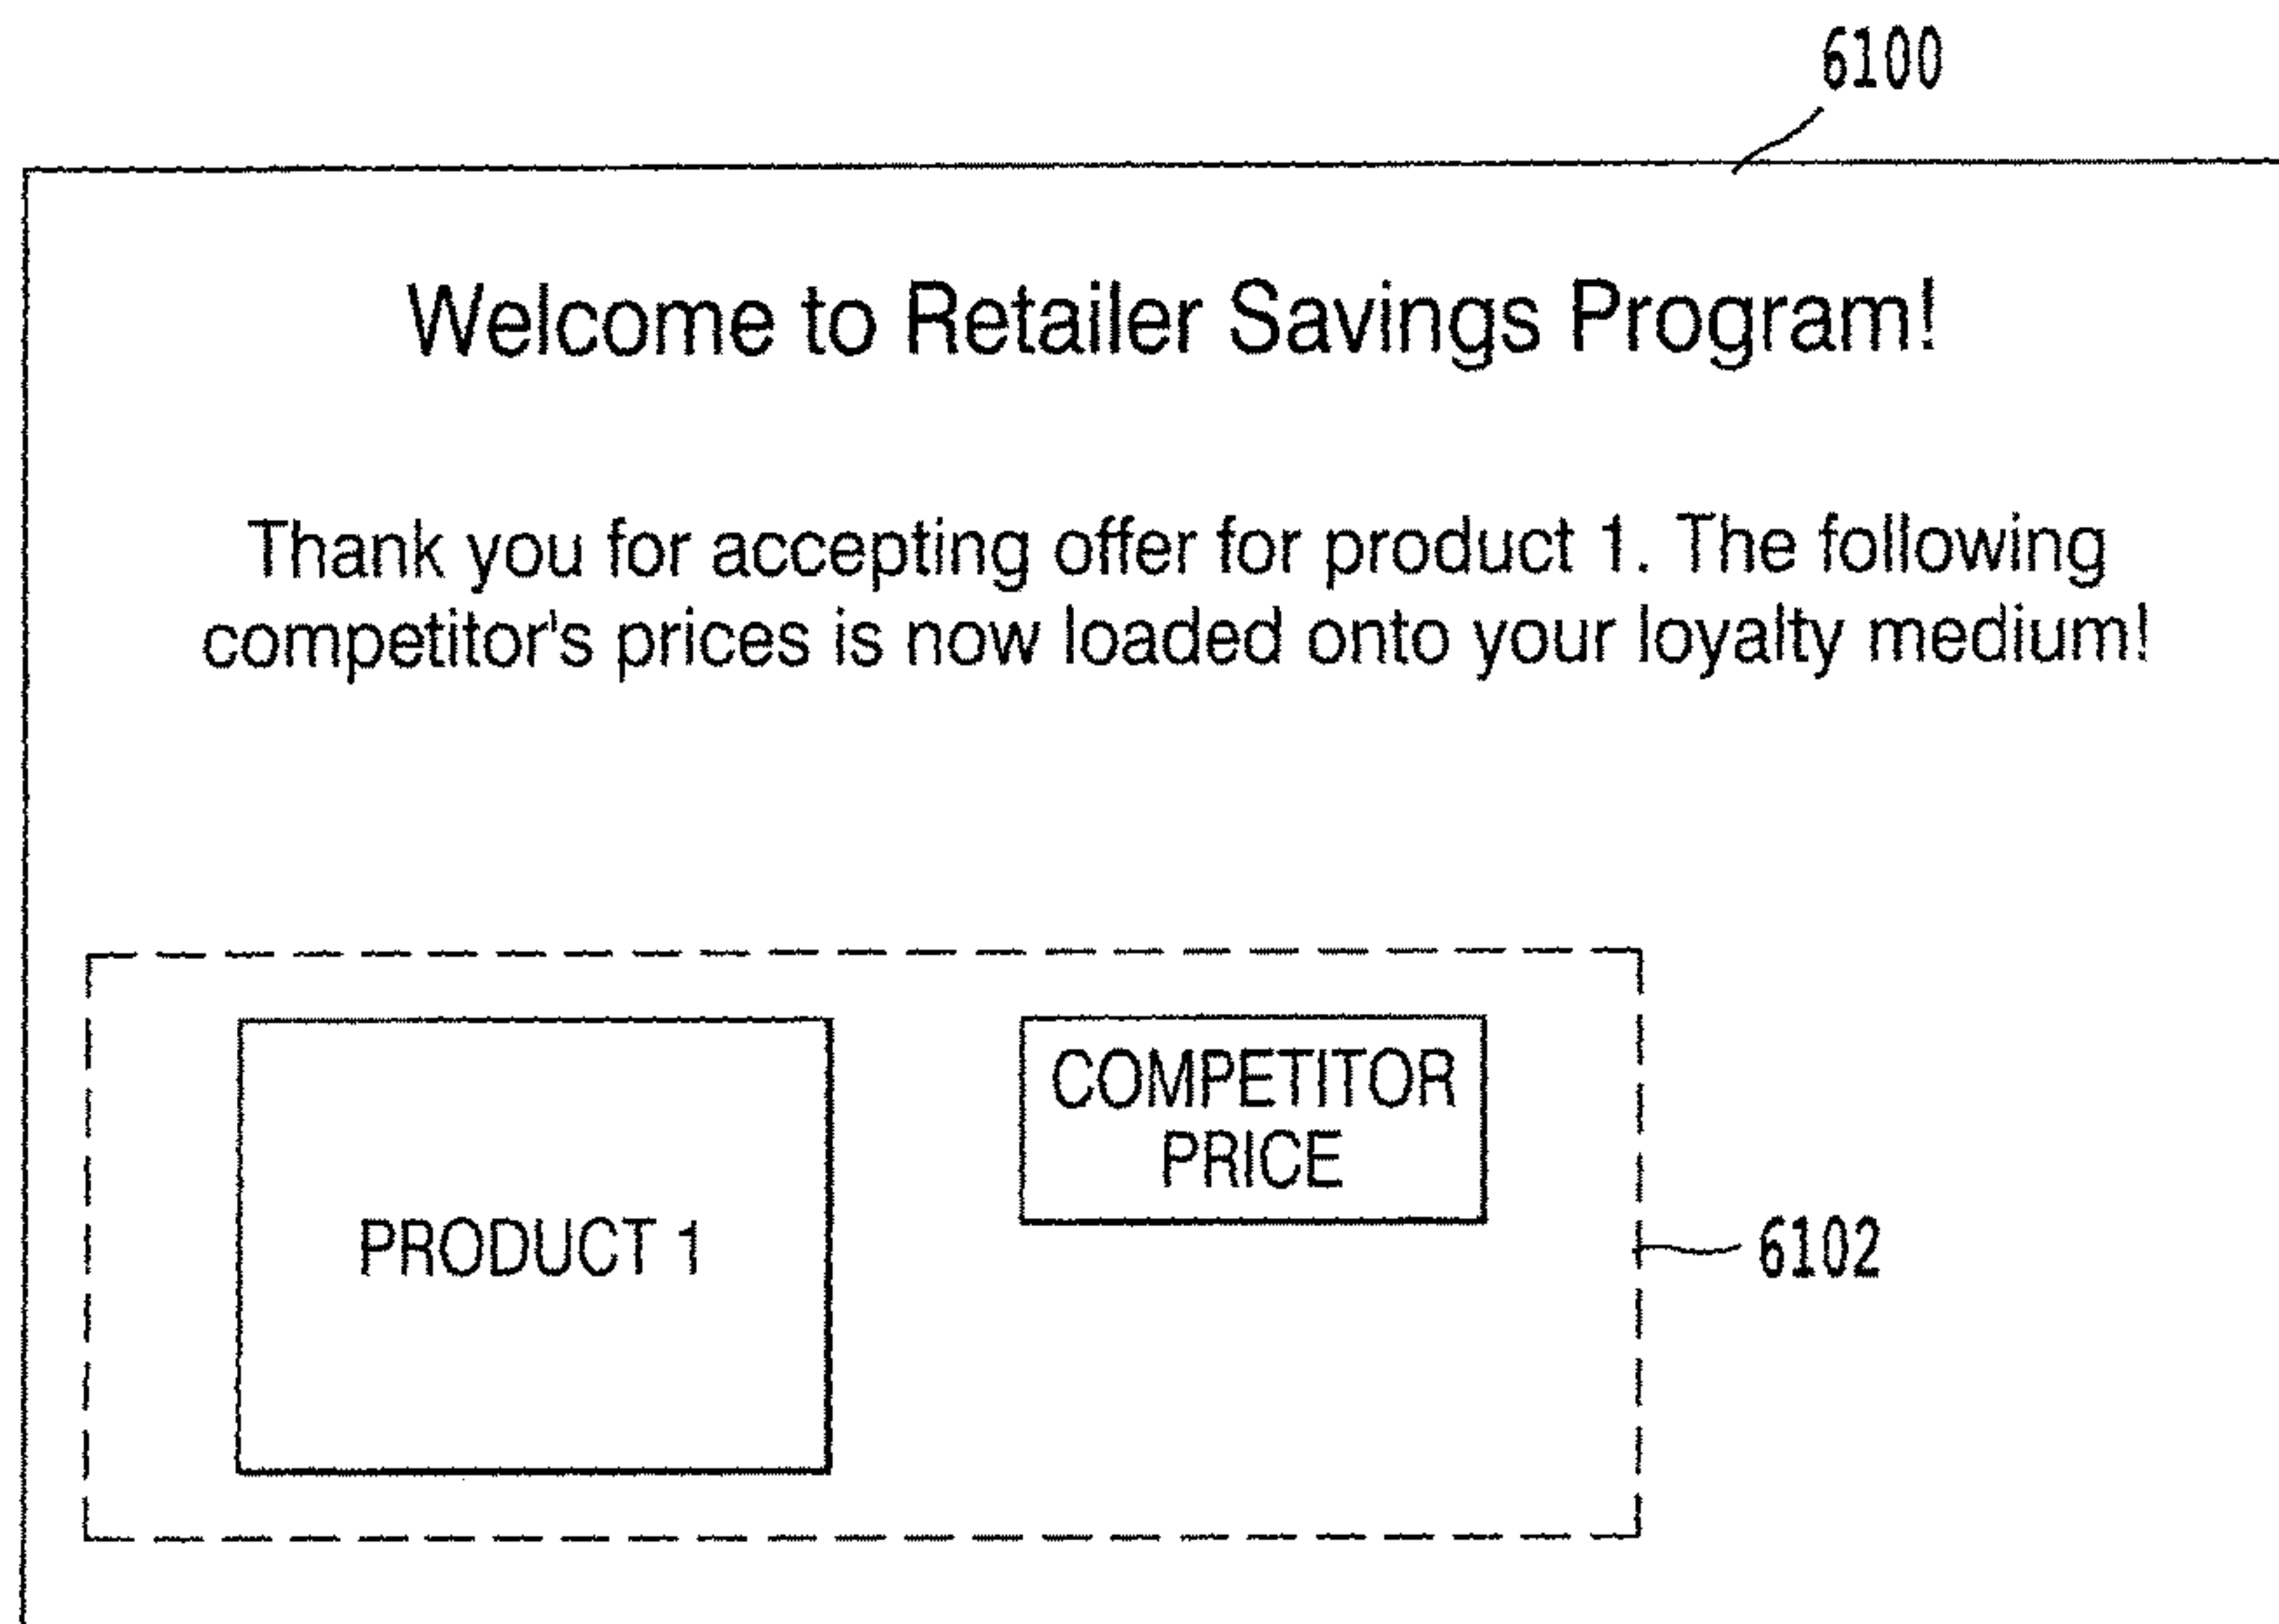 6100
Welcome to Retailer Savings Program!
Thank you for accepting offer for product 1. The following
competitor's prices is now loaded onto your loyalty medium!
PRODUCT 1
COMPETITOR
PRICE
6102